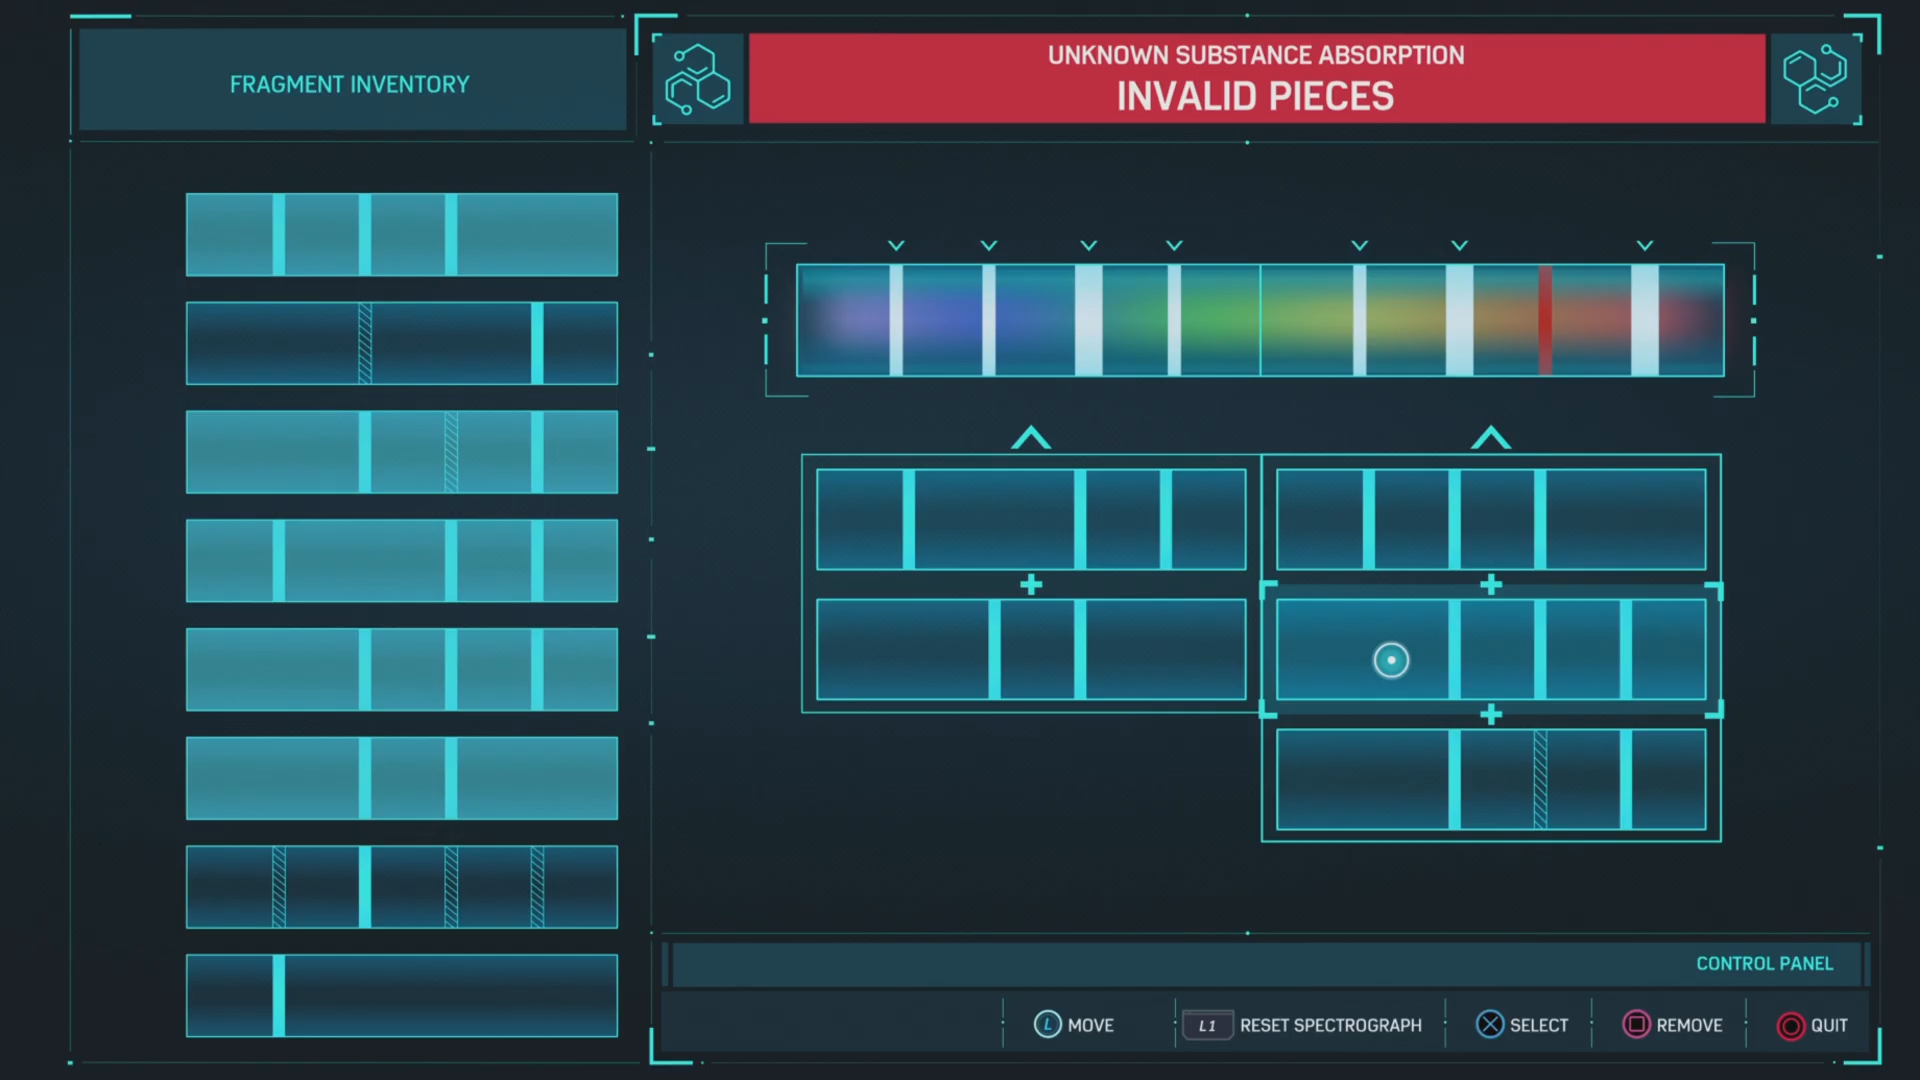 FRAGMENT INVENTORY
UNKNOWN SUBSTANCE ABSORPTION
INVALID PIECES
CONTROL PANEL
L MOVE
L1 RESET SPECTROGRAPH
SELECT
REMOVE
QUIT